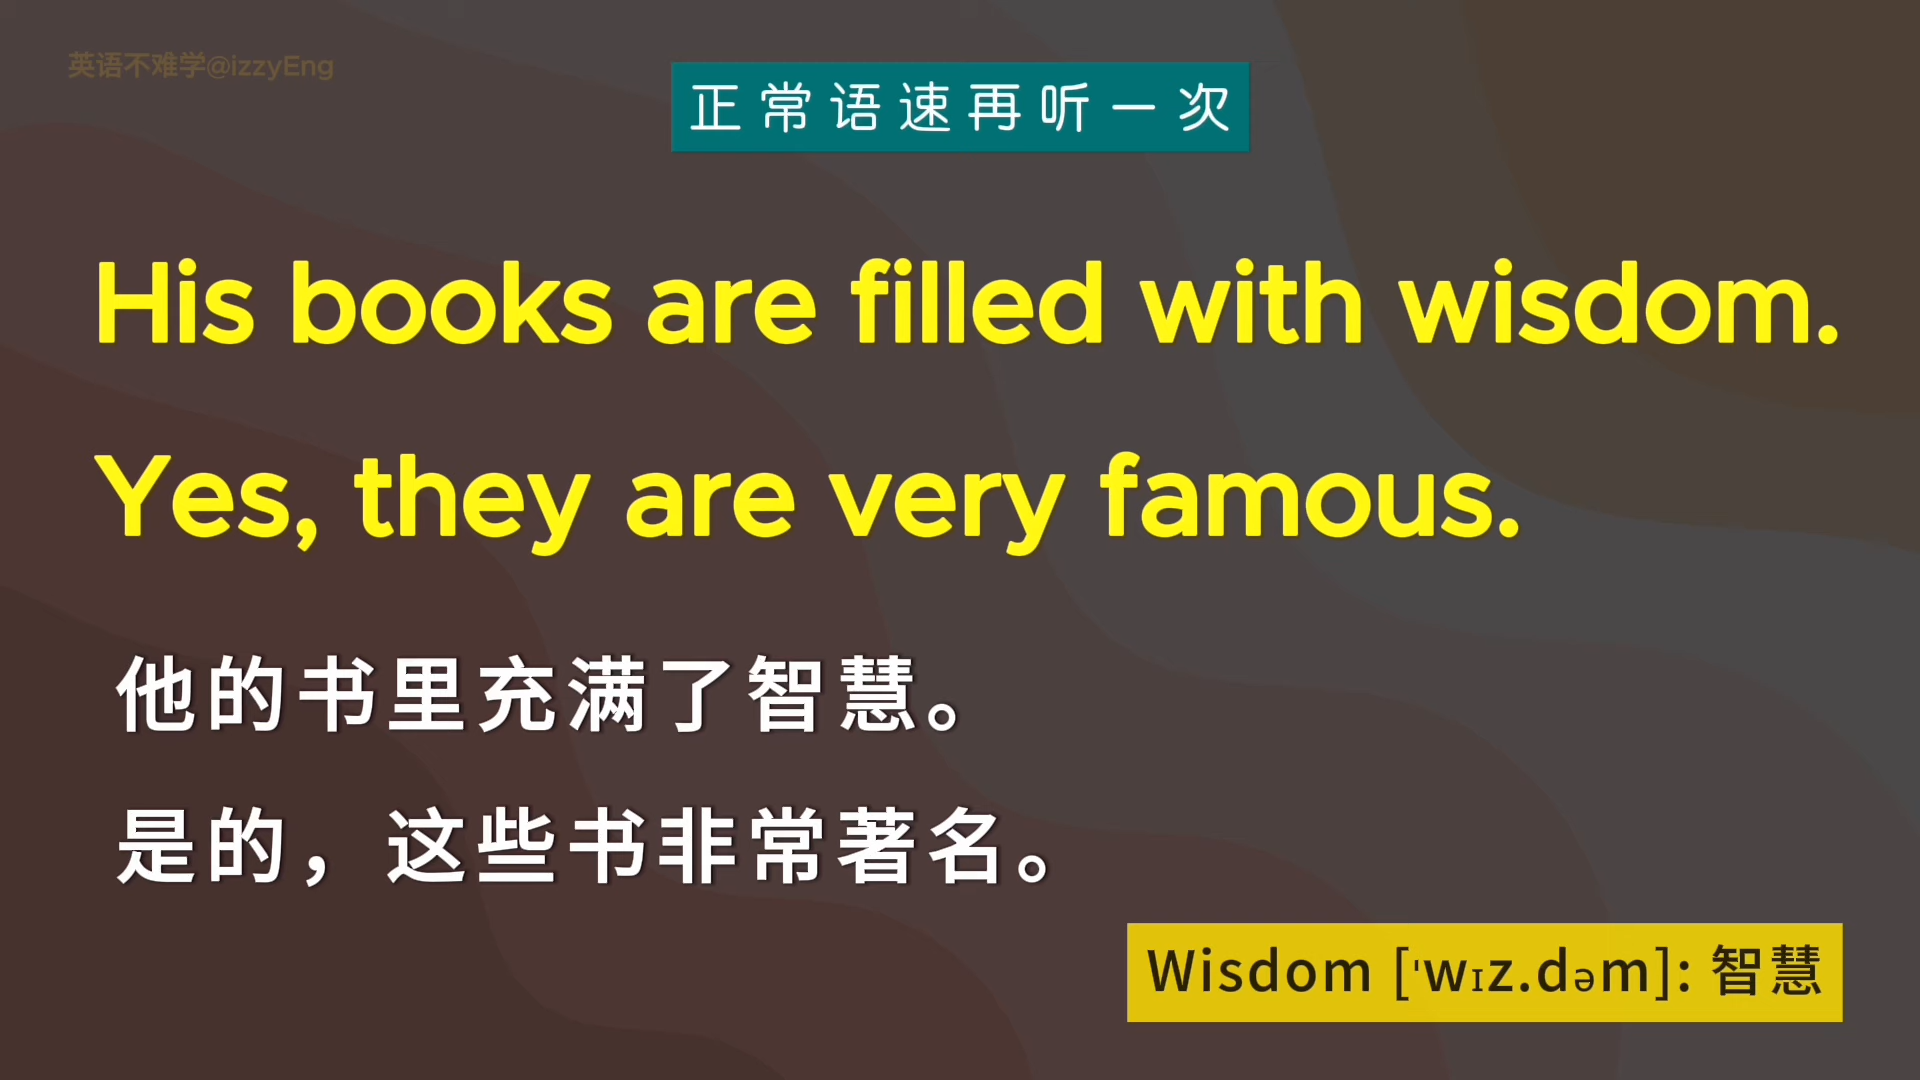 英语不难学@izzyEng
正常语速再听一次
His books are filled with wisdom.
Yes, they are very famous.
他的书里充满了智慧。
是的，这些书非常著名。
Wisdom [ˈwɪz.dəm]: 智慧